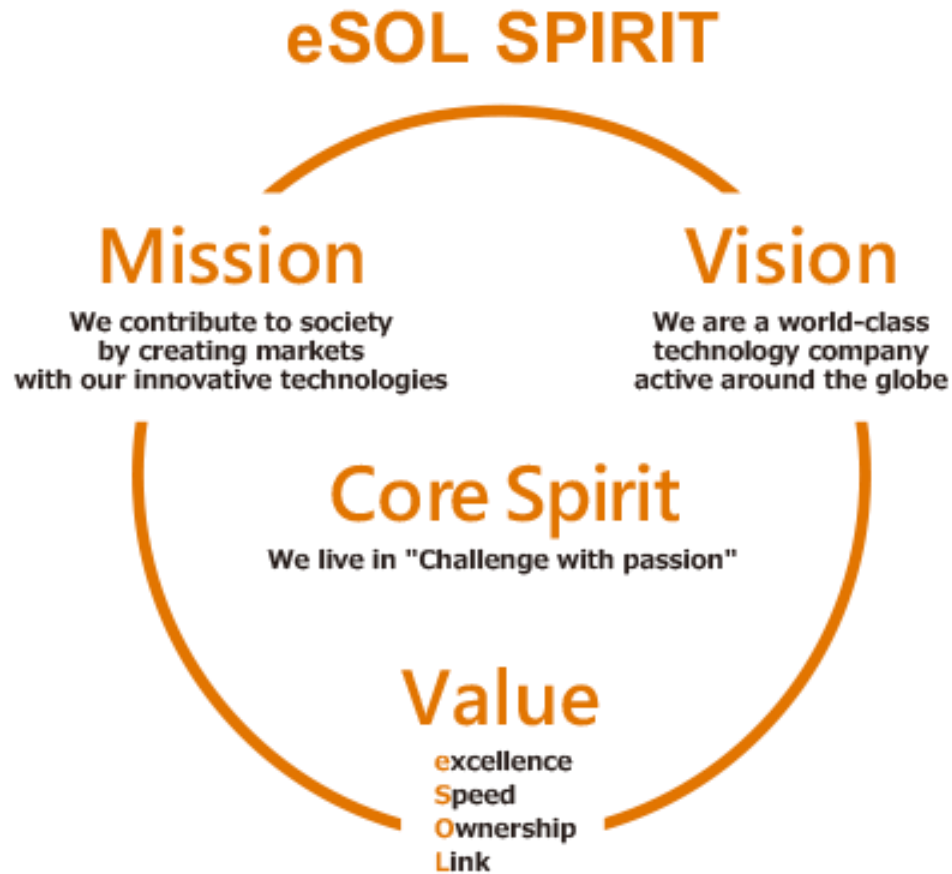 eSOL SPIRIT
Mission
We contribute to society
by creating markets
with our innovative technologies
Vision
We are a world-class
technology company
active around the globe
Core Spirit
We live in "Challenge with passion"
Value
excellence
Speed
Ownership
Link